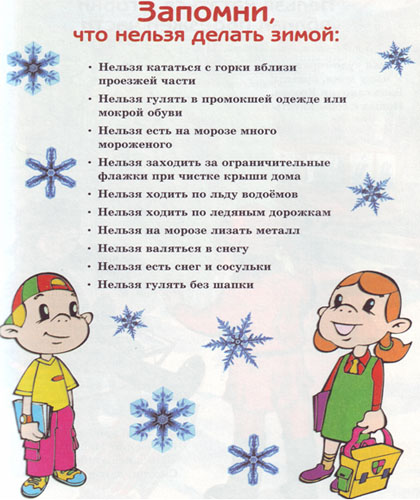 Запомни,
что нельзя делать зимой:
• Нельзя кататься с горки вблизи
проезжей части
• Нельзя гулять в промокшей одежде или
мокрой обуви
• Нельзя есть на морозе много
мороженого
• Нельзя заходить за ограничительные
флажки при чистке крыши дома
• Нельзя ходить по льду водоёмов
• Нельзя ходить по ледяным дорожкам
• Нельзя на морозе лизать металл
• Нельзя валяться в снегу
• Нельзя есть снег и сосульки
• Нельзя гулять без шапки